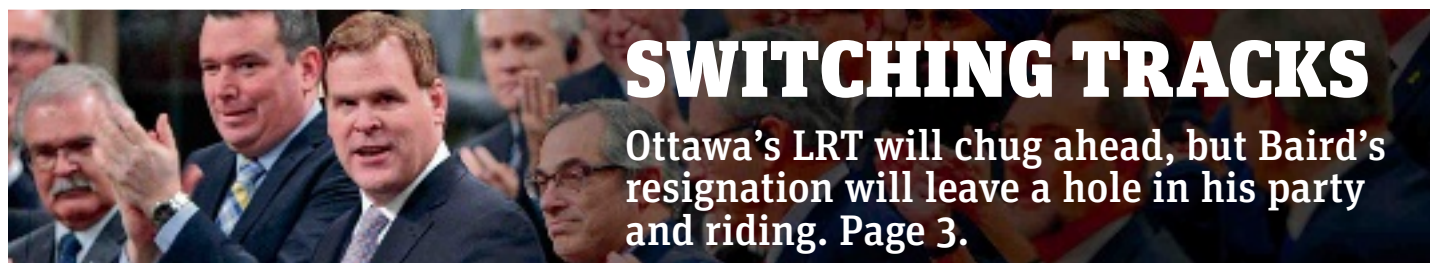 SWITCHING TRACKS
Ottawa’s LRT will chug ahead, but Baird’s
resignation will leave a hole in his party
and riding. Page 3.